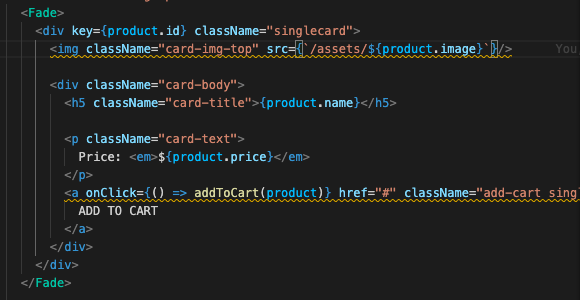 <Fade>
<div key={product.id} className="singlecard">
<img className="card-img-top" src={`/assets/${product.image}`}/>
You
<div className="card-body">
<h5 className="card-title">{product.name}</h5>
<p className="card-text">
Price: <em>${product.price}</em>
</p>
<a onClick={() => addToCart(product)} href="#" className="add-cart sing
ADD TO CART
</a>
</div>
</div>
</Fade>